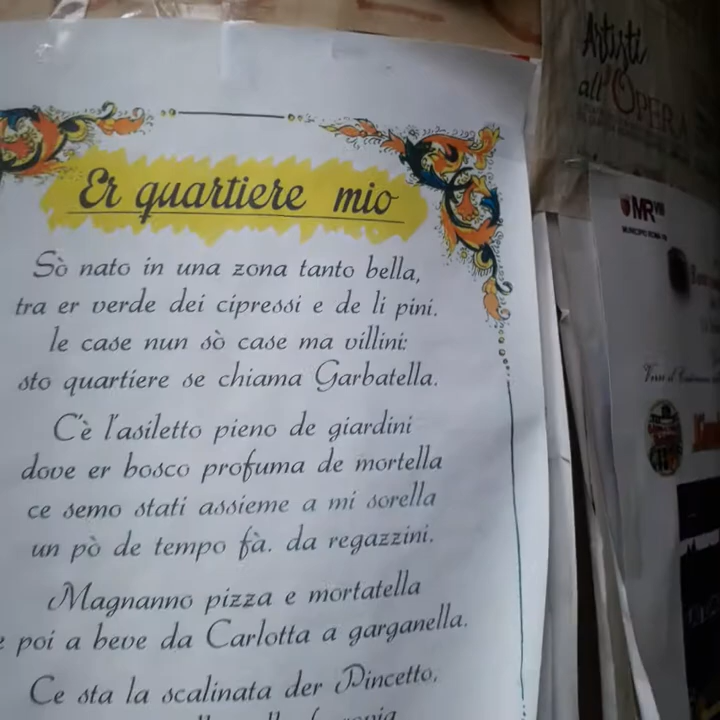 Er quartiere mio
Sò nato in una zona tanto bella,
tra er verde dei cipressi e de li pini.
le case nun sò case ma villini:
sto quartiere se chiama Garbatella.
C'è l'asiletto pieno de giardini
dove er bosco profuma de mortella
ce semo stati assieme a mi sorella
un pò de tempo fà. da regazzini.
Magnanno pizza e mortatella
e poi a beve da Carlotta a garganella.
Ce sta la scalinata der Pincetto,
Artisti
all'OPERA
MR VIII
MUNICIPIO ROMA VIII